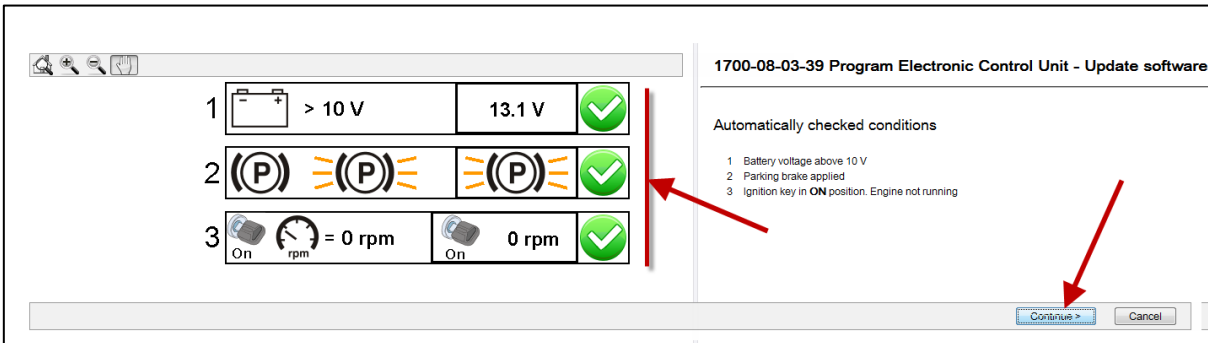 1 - + > 10 V 13.1 V
2 (P) (P) (P)
3 On rpm = 0 rpm On 0 rpm
1700-08-03-39 Program Electronic Control Unit - Update software
Automatically checked conditions
1 Battery voltage above 10 V
2 Parking brake applied
3 Ignition key in ON position. Engine not running
Continue > Cancel